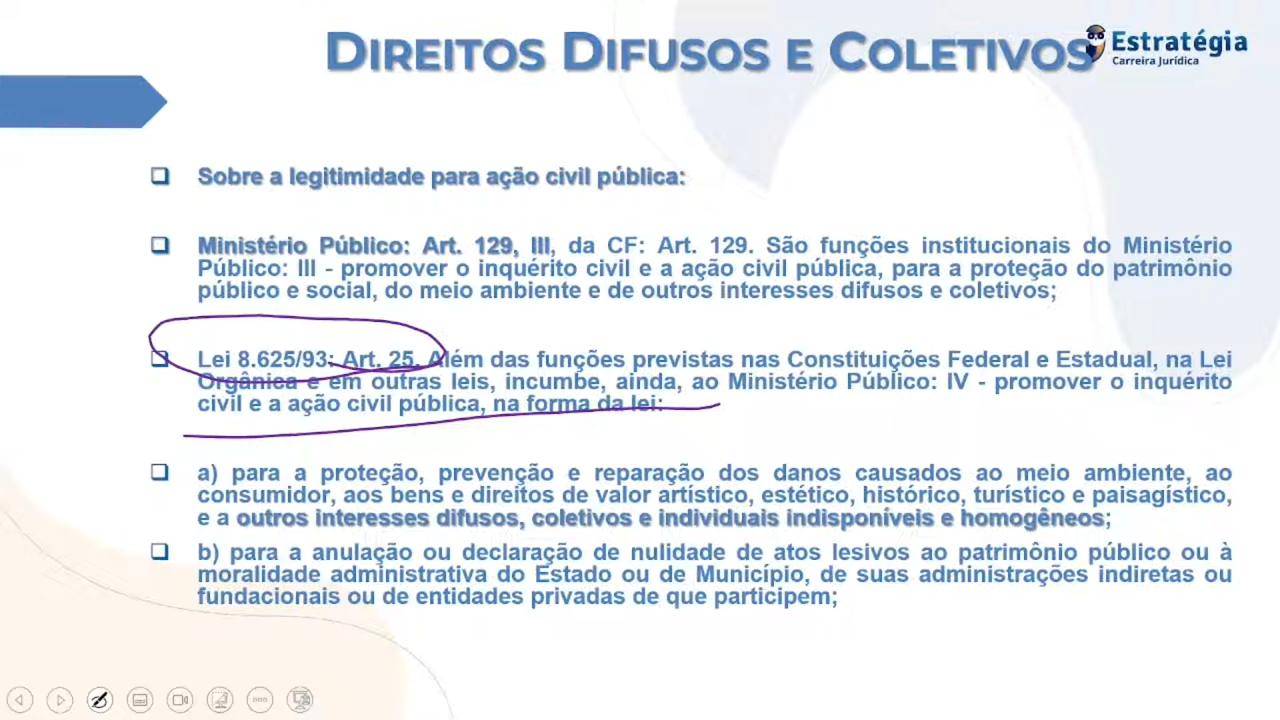 DIREITOS DIFUSOS E COLETIVOS
Estratégia
Carreira Jurídica
Sobre a legitimidade para ação civil pública:
Ministério Público: Art. 129, III, da CF: Art. 129. São funções institucionais do Ministério
Público: III - promover o inquérito civil e a ação civil pública, para a proteção do patrimônio
público e social, do meio ambiente e de outros interesses difusos e coletivos;
Lei 8.625/93: Art. 25. Além das funções previstas nas Constituições Federal e Estadual, na Lei
Orgânica e em outras leis, incumbe, ainda, ao Ministério Público: IV - promover o inquérito
civil e a ação civil pública, na forma da lei:
a) para a proteção, prevenção e reparação dos danos causados ao meio ambiente, ao
consumidor, aos bens e direitos de valor artístico, estético, histórico, turístico e paisagístico,
e a outros interesses difusos, coletivos e individuais indisponíveis e homogêneos;
b) para a anulação ou declaração de nulidade de atos lesivos ao patrimônio público ou à
moralidade administrativa do Estado ou de Município, de suas administrações indiretas ou
fundacionais ou de entidades privadas de que participem;